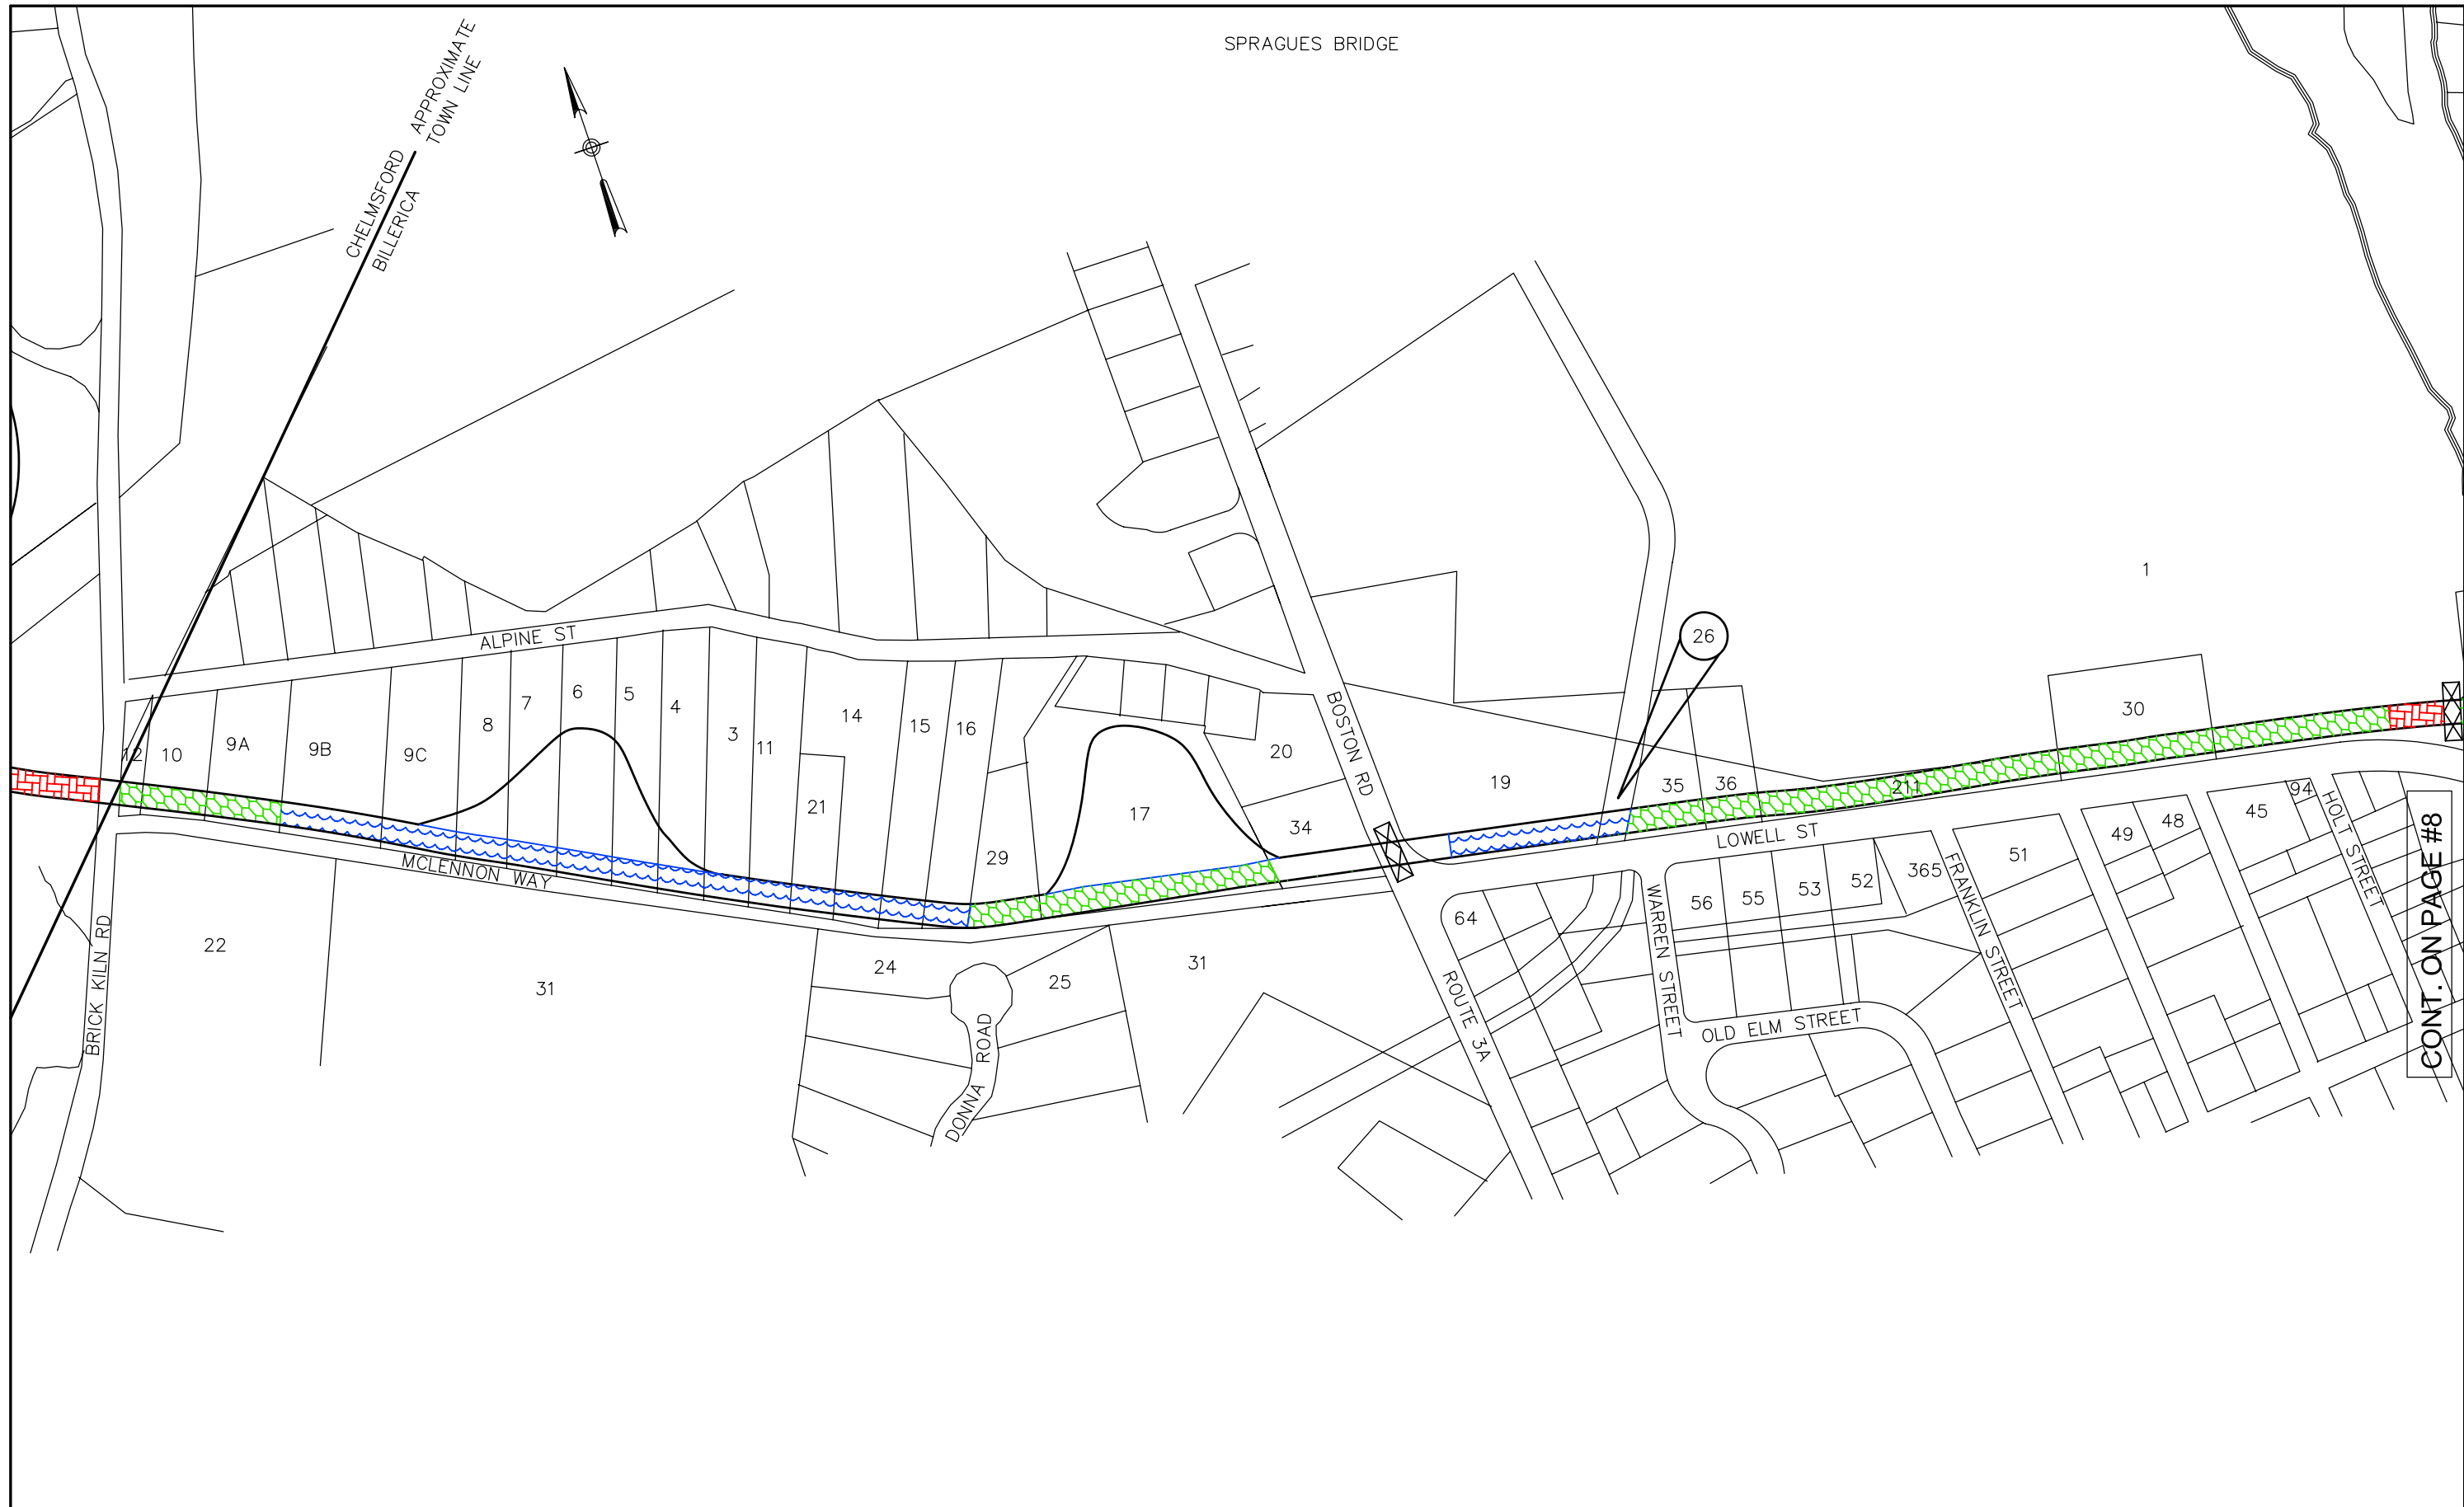 SPRAGUES BRIDGE
APPROXIMATE
TOWN LINE
CHELMSFORD
BILLERICA
1
26
ALPINE ST
12
10
9A
9B
9C
8
7
6
5
4
3
11
14
21
15
16
29
17
20
34
BOSTON RD
19
35
36
211
30
LOWELL ST
MCLENNON WAY
BRICK KILN RD
22
31
24
25
31
DONNA ROAD
64
ROUTE 3A
WARREN STREET
56
55
53
52
365
FRANKLIN STREET
51
49
48
45
94
HOLT STREET
OLD ELM STREET
CONT. ON PAGE #8